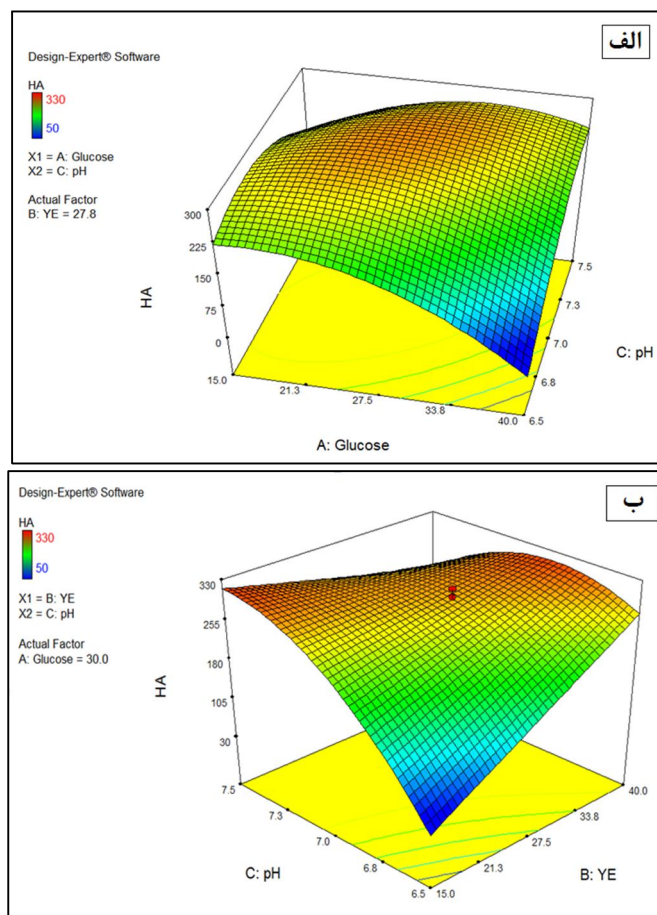 الف
Design-Expert® Software
HA
330
50
X1 = A: Glucose
X2 = C: pH
Actual Factor
B: YE = 27.8
300
225
150
75
0
HA
15.0
21.3
27.5
33.8
40.0
A: Glucose
6.5
6.8
7.0
7.3
7.5
C: pH
ب
Design-Expert® Software
HA
330
50
X1 = B: YE
X2 = C: pH
Actual Factor
A: Glucose = 30.0
330
255
180
105
30
HA
7.5
7.3
7.0
6.8
6.5
C: pH
15.0
21.3
27.5
33.8
40.0
B: YE